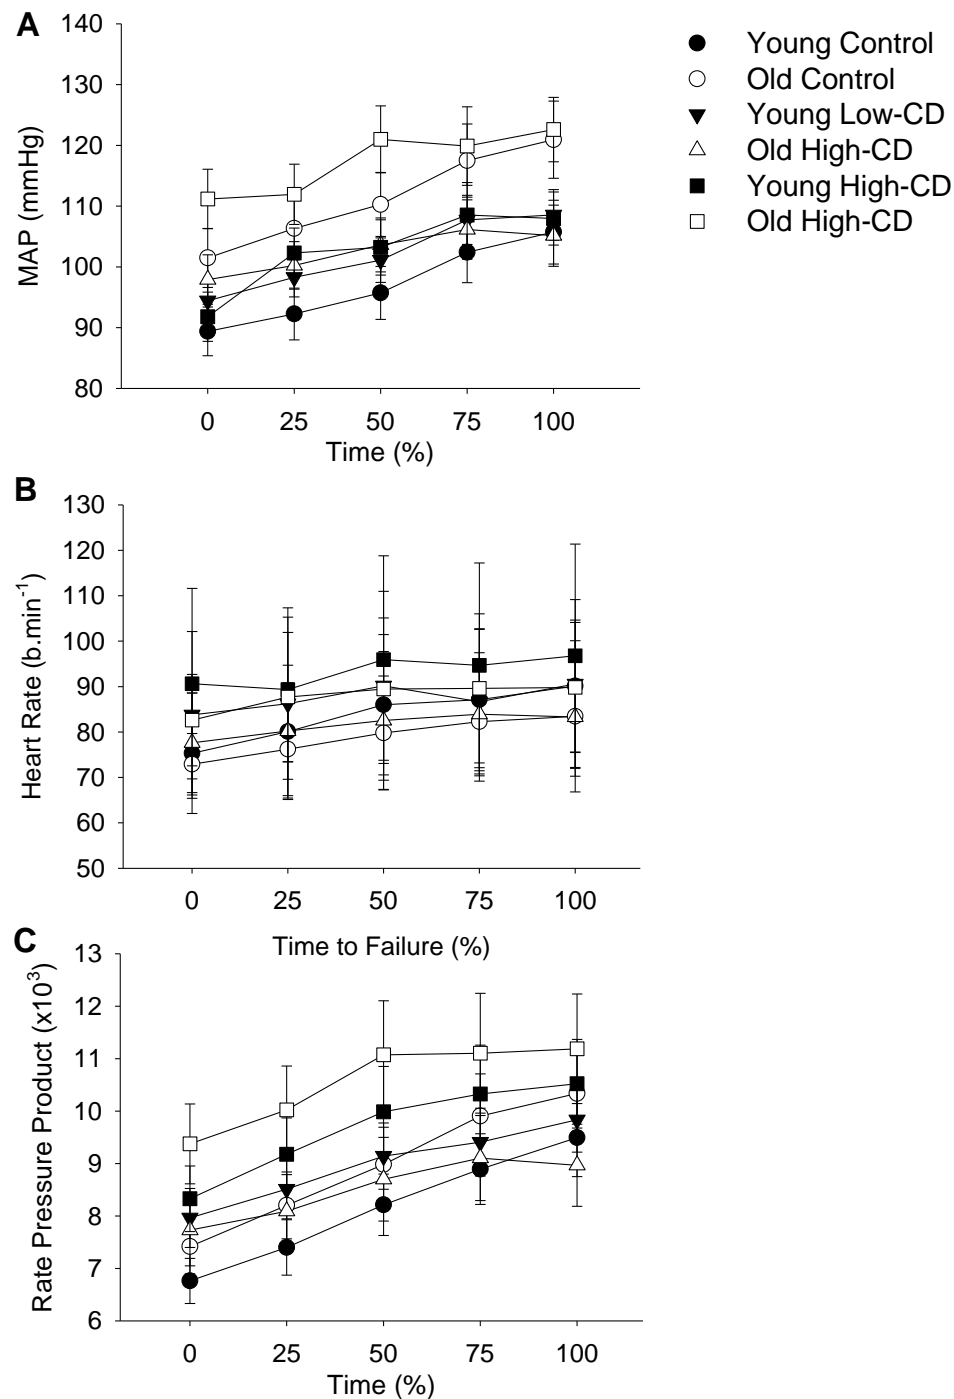 A
140
130
120
110
100
90
80
MAP (mmHg)
0 25 50 75 100
Time (%)
Young Control
Old Control
Young Low-CD
Old High-CD
Young High-CD
Old High-CD
B
130
120
110
100
90
80
70
60
50
Heart Rate (b.min⁻¹)
0 25 50 75 100
Time to Failure (%)
C
13
12
11
10
9
8
7
6
Rate Pressure Product (x10³)
0 25 50 75 100
Time (%)